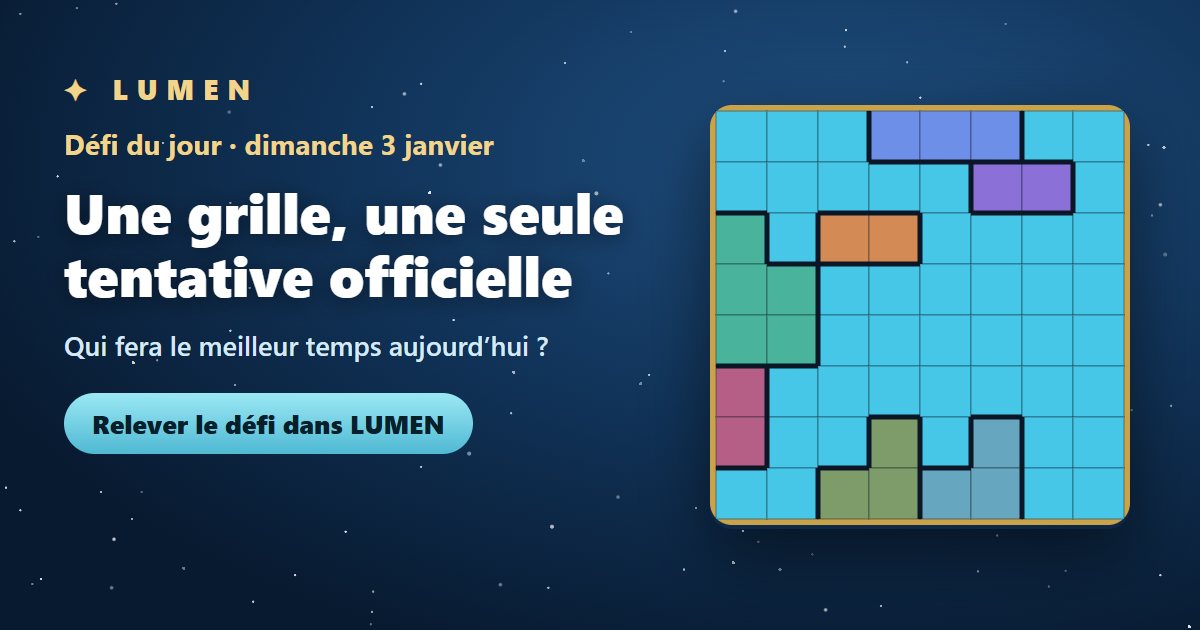 ✦ LUMEN
Défi du jour · dimanche 3 janvier
Une grille, une seule
tentative officielle
Qui fera le meilleur temps aujourd’hui ?
Relever le défi dans LUMEN